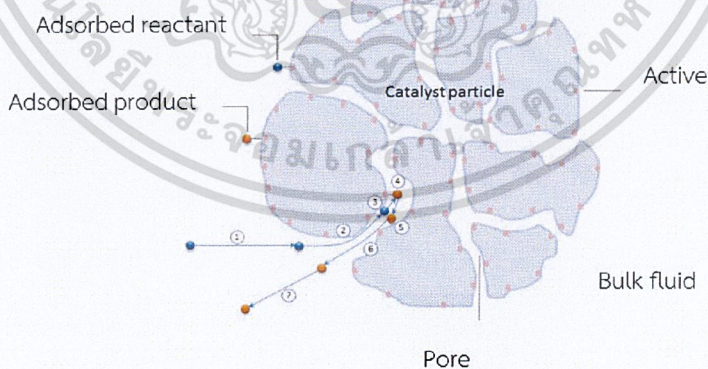 Adsorbed reactant
Catalyst particle
Active
Adsorbed product
4
3
5
1
2
6
7
Bulk fluid
Pore